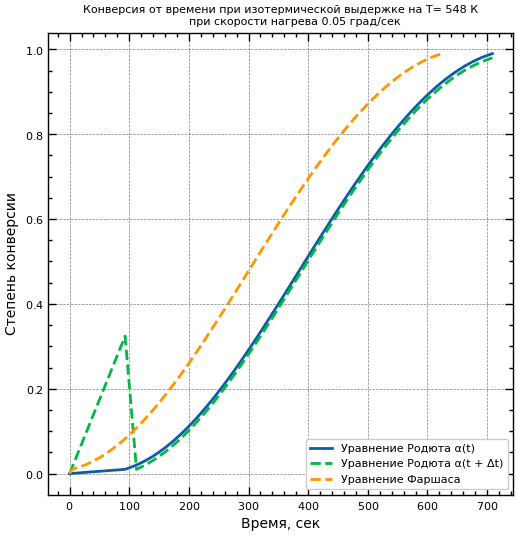 Конверсия от времени при изотермической выдержке на T= 548 К
при скорости нагрева 0.05 град/сек
Степень конверсии
1.0
0.8
0.6
0.4
0.2
0.0
Уравнение Родюта α(t)
Уравнение Родюта α(t + Δt)
Уравнение Фаршаса
0 100 200 300 400 500 600 700
Время, сек